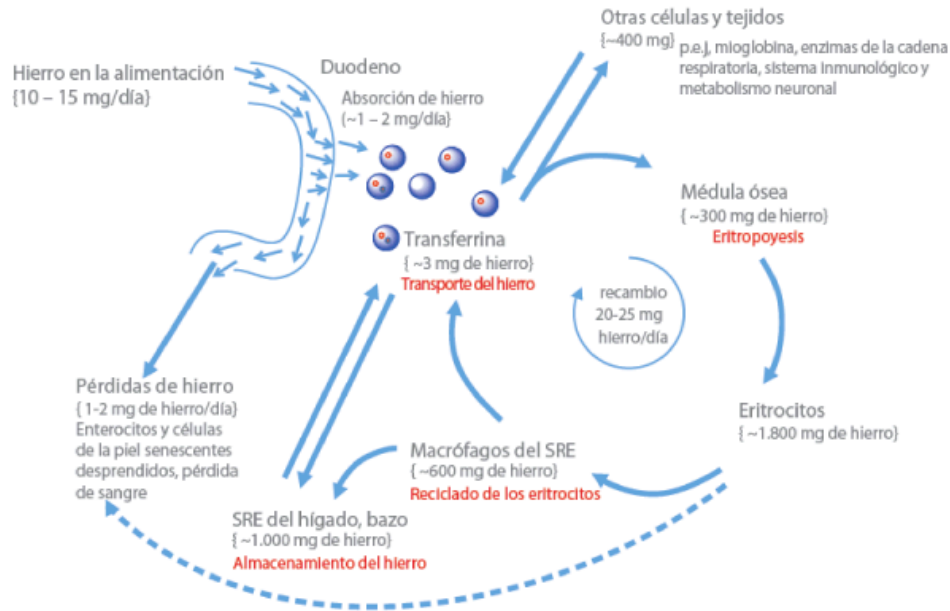 Otras células y tejidos
{~400 mg}
p.e.j, mioglobina, enzimas de la cadena
respiratoria, sistema inmunológico y
metabolismo neuronal
Hierro en la alimentación
{10 – 15 mg/día}
Duodeno
Absorción de hierro
(~1 – 2 mg/día}
Médula ósea
{ ~300 mg de hierro}
Eritropoyesis
Transferrina
{ ~3 mg de hierro}
Transporte del hierro
recambio
20-25 mg
hierro/día
Pérdidas de hierro
{ 1-2 mg de hierro/día}
Enterocitos y células
de la piel senescentes
desprendidos, pérdida
de sangre
Eritrocitos
{ ~1.800 mg de hierro}
Macrófagos del SRE
{ ~600 mg de hierro}
Reciclado de los eritrocitos
SRE del hígado, bazo
{ ~1.000 mg de hierro}
Almacenamiento del hierro